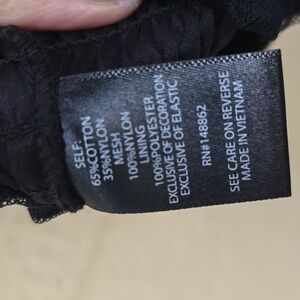 SELF:
65%COTTON
35%NYLON
MESH
100%NYLON
LINING
100%POLYESTER
EXCLUSIVE OF DECORATION
EXCLUSIVE OF ELASTIC
RN#148862
SEE CARE ON REVERSE
MADE IN VIETNAM